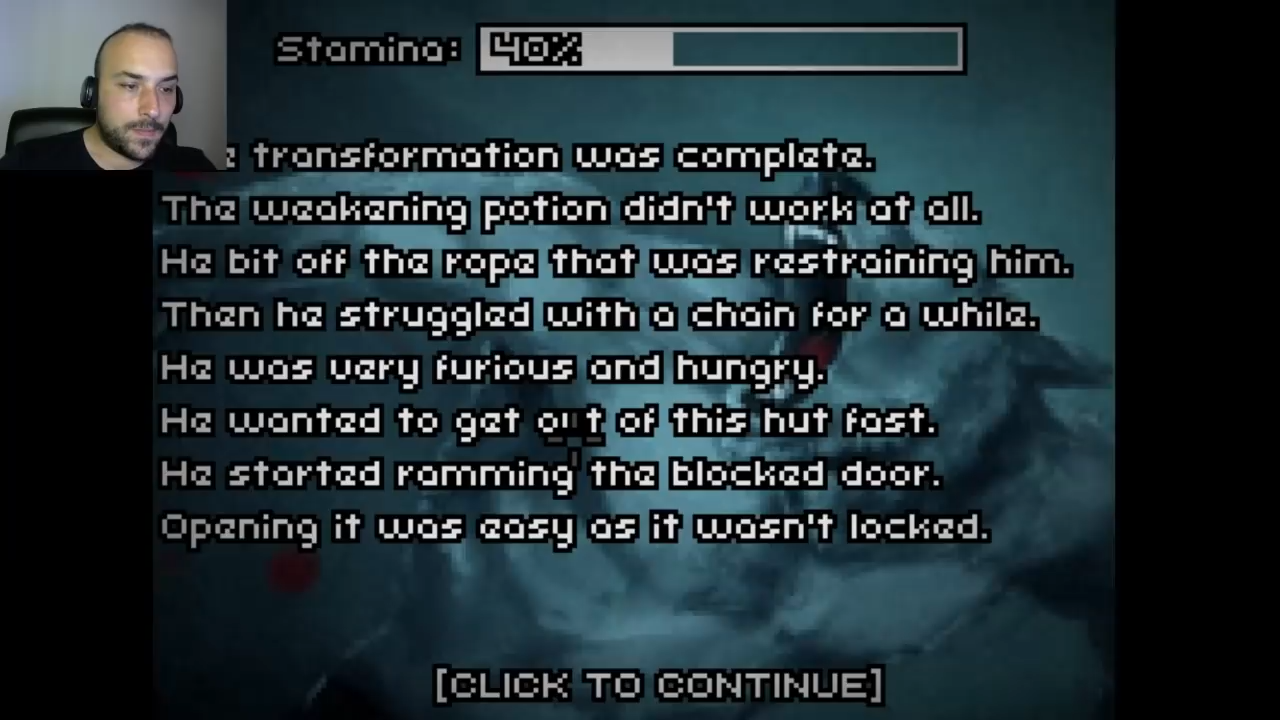 Stamina: 40%
transformation was complete.
The weakening potion didn't work at all.
He bit off the rope that was restraining him.
Then he struggled with a chain for a while.
He was very furious and hungry.
He wanted to get out of this hut fast.
He started ramming the blocked door.
Opening it was easy as it wasn't locked.
[CLICK TO CONTINUE]